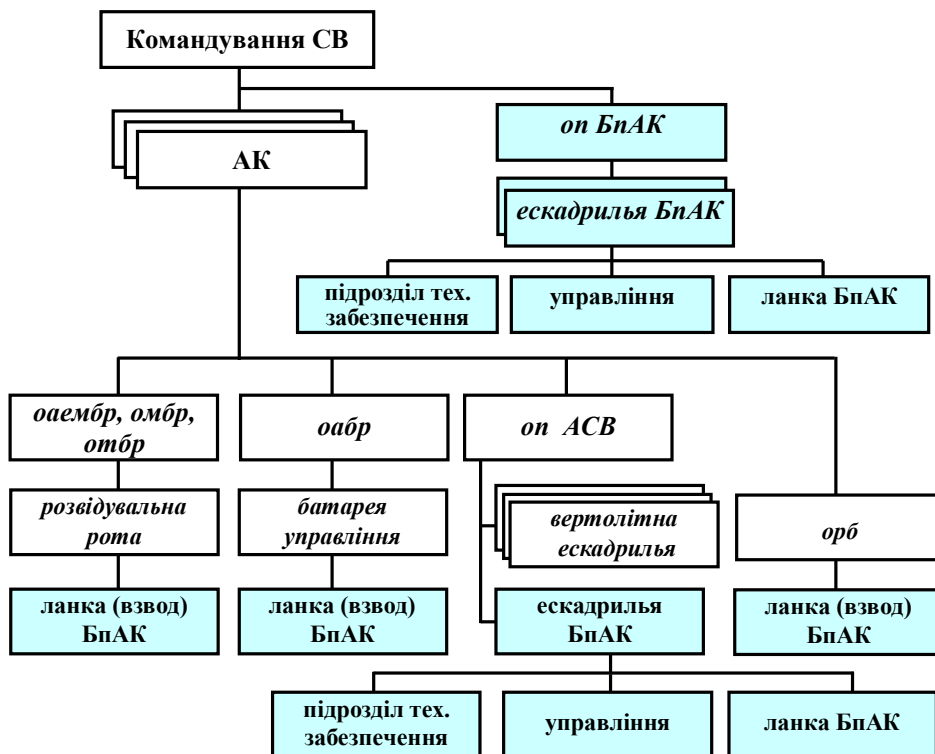 Командування СВ
оп БпАК
АК
ескадрилья БпАК
підрозділ тех.
забезпечення
управління
ланка БпАК
оаембр, омбр,
отбр
оабр
оп АСВ
розвідувальна
рота
батарея
управління
вертолітна
ескадрилья
орб
ланка (взвод)
БпАК
ланка (взвод)
БпАК
ескадрилья
БпАК
ланка (взвод)
БпАК
підрозділ тех.
забезпечення
управління
ланка БпАК